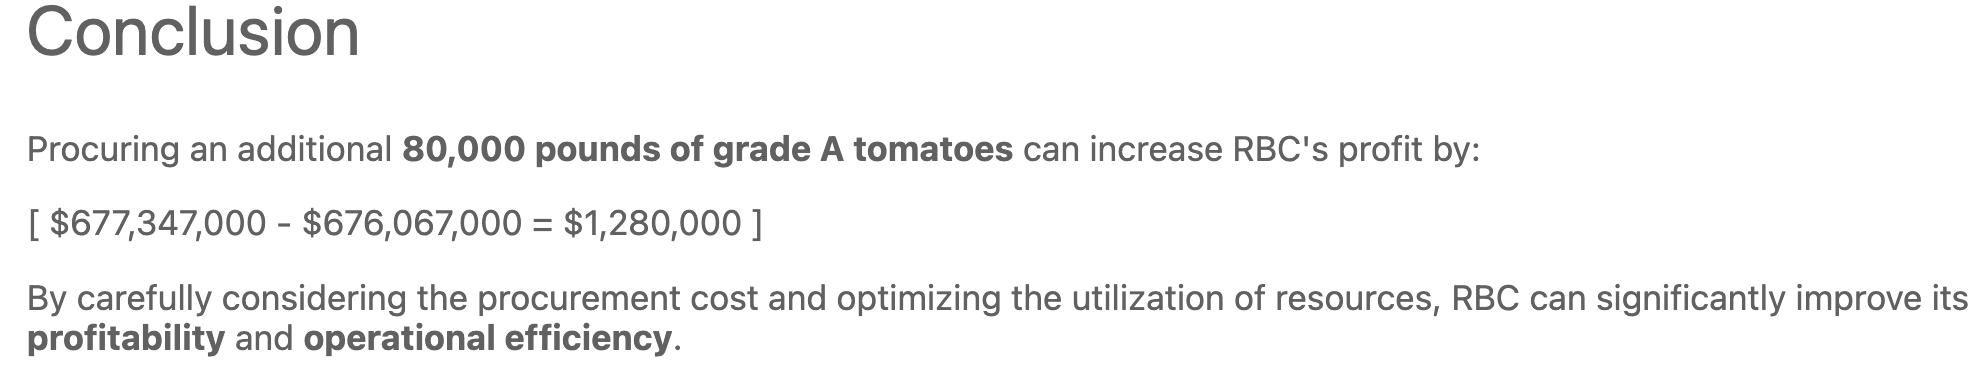 Conclusion
Procuring an additional 80,000 pounds of grade A tomatoes can increase RBC's profit by:
[ $677,347,000 - $676,067,000 = $1,280,000 ]
By carefully considering the procurement cost and optimizing the utilization of resources, RBC can significantly improve its
profitability and operational efficiency.